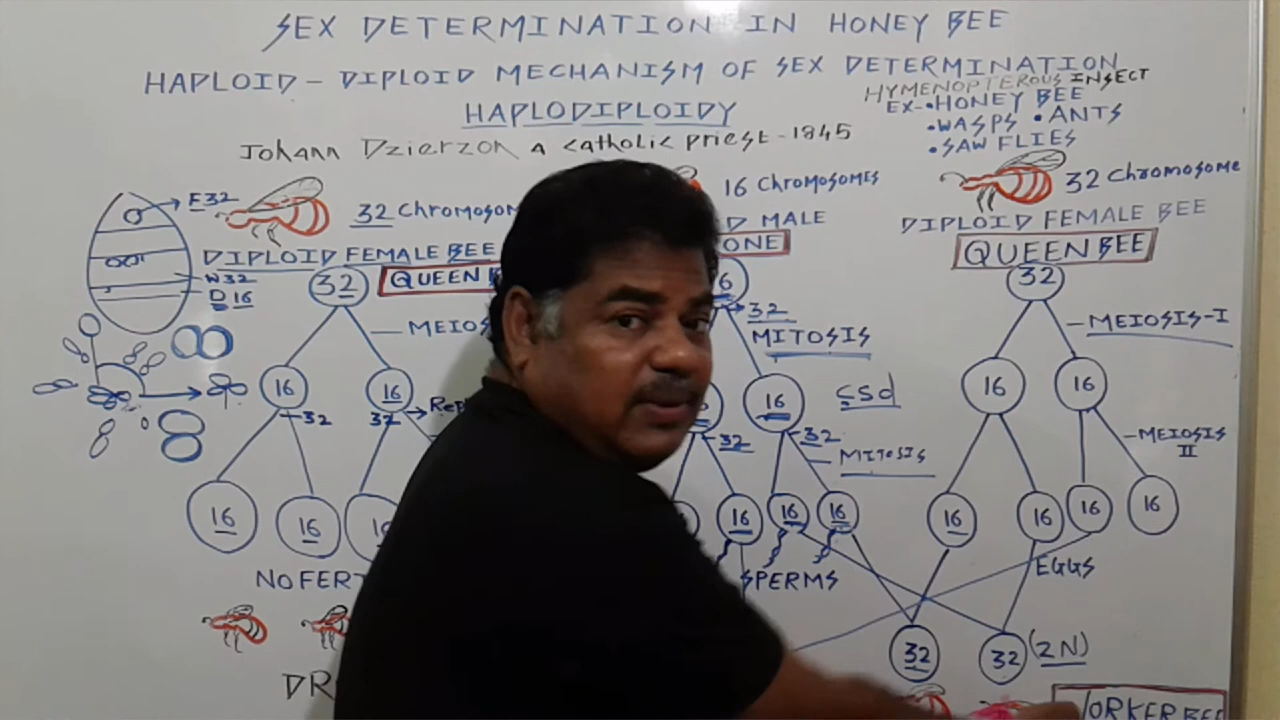 SEX DETERMINATION IN HONEY BEE
HAPLOID - DIPLOID MECHANISM OF SEX DETERMINATION
HAPLODIPLOIDY
HYMENOPTEROUS INSECT
EX- •HONEY BEE
•WASPS •ANTS
•SAW FLIES
Johann Dzierzon a catholic priest - 1845
F32
W32
D 16
32 Chromosom
DIPLOID FEMALE BEE
QUEEN B
32
MEIOS
16 16
32 32 Rep
16 16 16
NO FERT
DR
16 Chromosomes
D MALE
ONE
6
32
MITOSIS
16
csd
32 32
MITOSIS
16 16 16
SPERMS
32 Chromosome
DIPLOID FEMALE BEE
QUEEN BEE
32
MEIOSIS-I
16 16
MEIOSIS
II
16 16 16 16
EGGS
32 32 (2N)
WORKER BEE